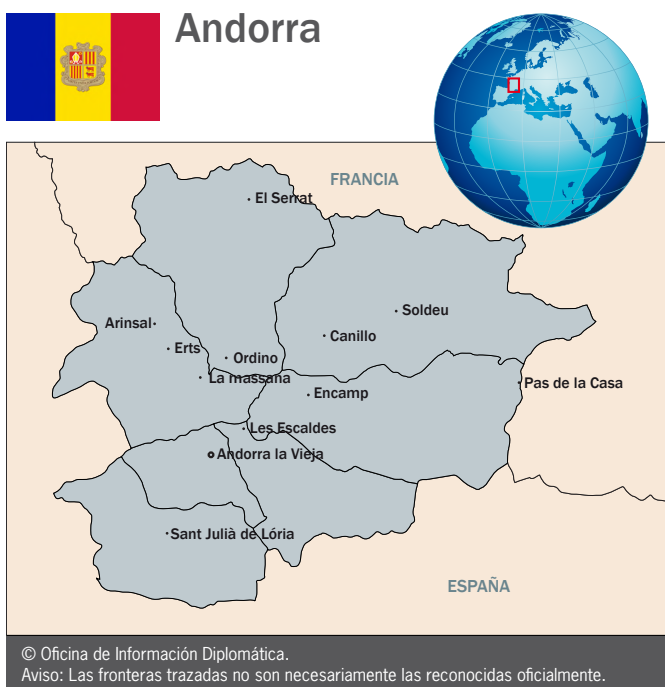 Andorra
FRANCIA
El Serrat
Soldeu
Arinsal
Canillo
Erts
Ordino
La massana
Pas de la Casa
Encamp
Les Escaldes
Andorra la Vieja
Sant Julià de Lória
ESPAÑA
© Oficina de Información Diplomática.
Aviso: Las fronteras trazadas no son necesariamente las reconocidas oficialmente.